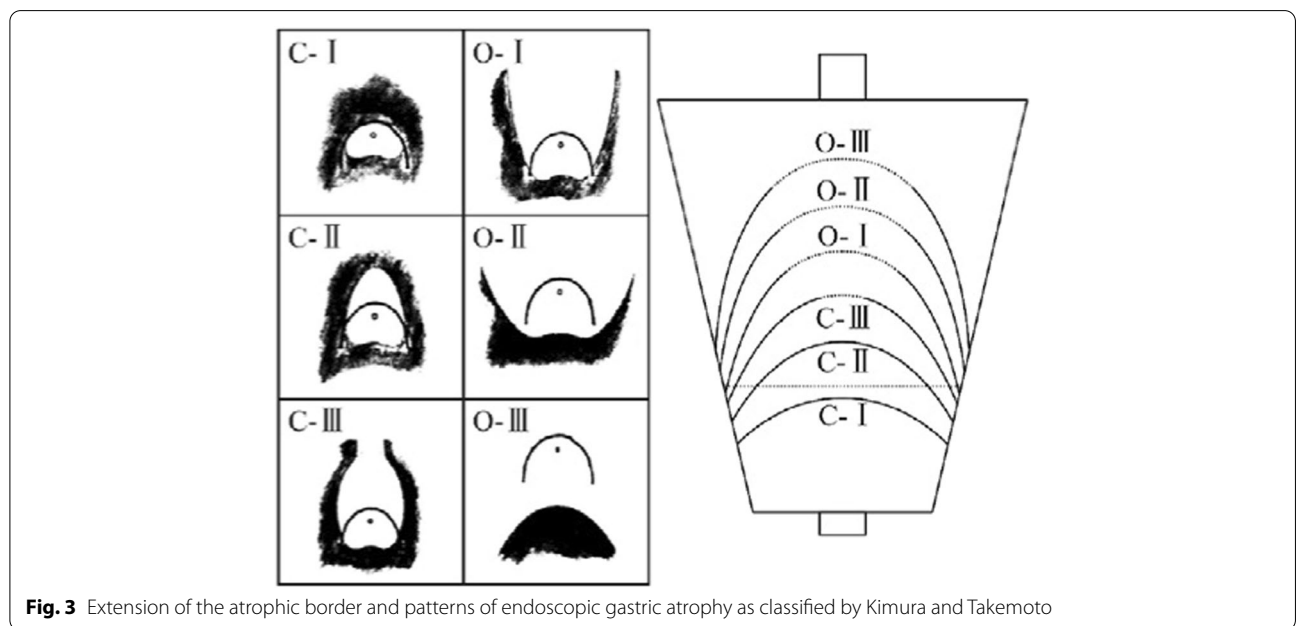 C-Ⅰ
O-Ⅰ
C-Ⅱ
O-Ⅱ
C-Ⅲ
O-Ⅲ
O-Ⅲ
O-Ⅱ
O-Ⅰ
C-Ⅲ
C-Ⅱ
C-Ⅰ
Fig. 3 Extension of the atrophic border and patterns of endoscopic gastric atrophy as classified by Kimura and Takemoto